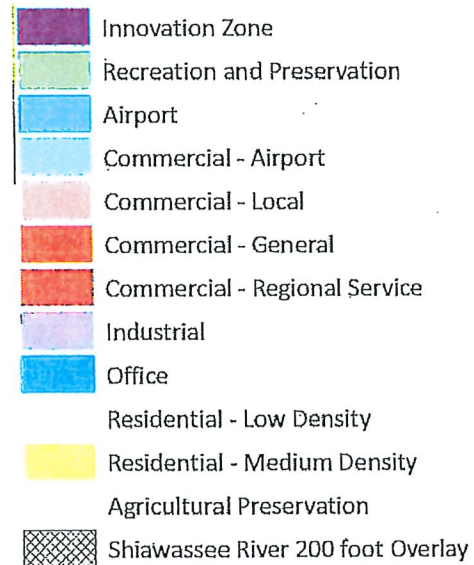 Innovation Zone
Recreation and Preservation
Airport
Commercial - Airport
Commercial - Local
Commercial - General
Commercial - Regional Service
Industrial
Office
Residential - Low Density
Residential - Medium Density
Agricultural Preservation
Shiawassee River 200 foot Overlay